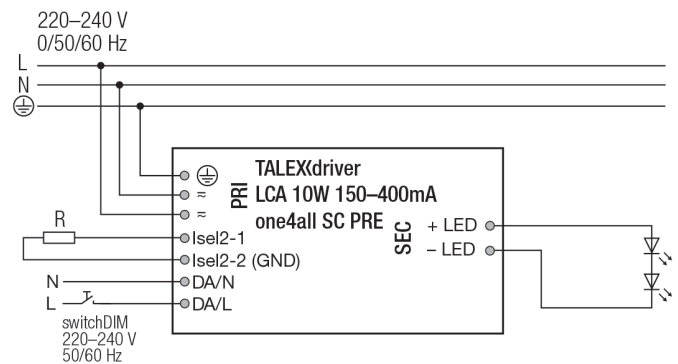 220–240 V
0/50/60 Hz
L
N
TALEXXdriver
LCA 10W 150–400mA
one4all SC PRE
PRI
≂
≂
R
Isel2-1
Isel2-2 (GND)
N
DA/N
L
DA/L
switchDIM
220–240 V
50/60 Hz
SEC
+ LED
– LED